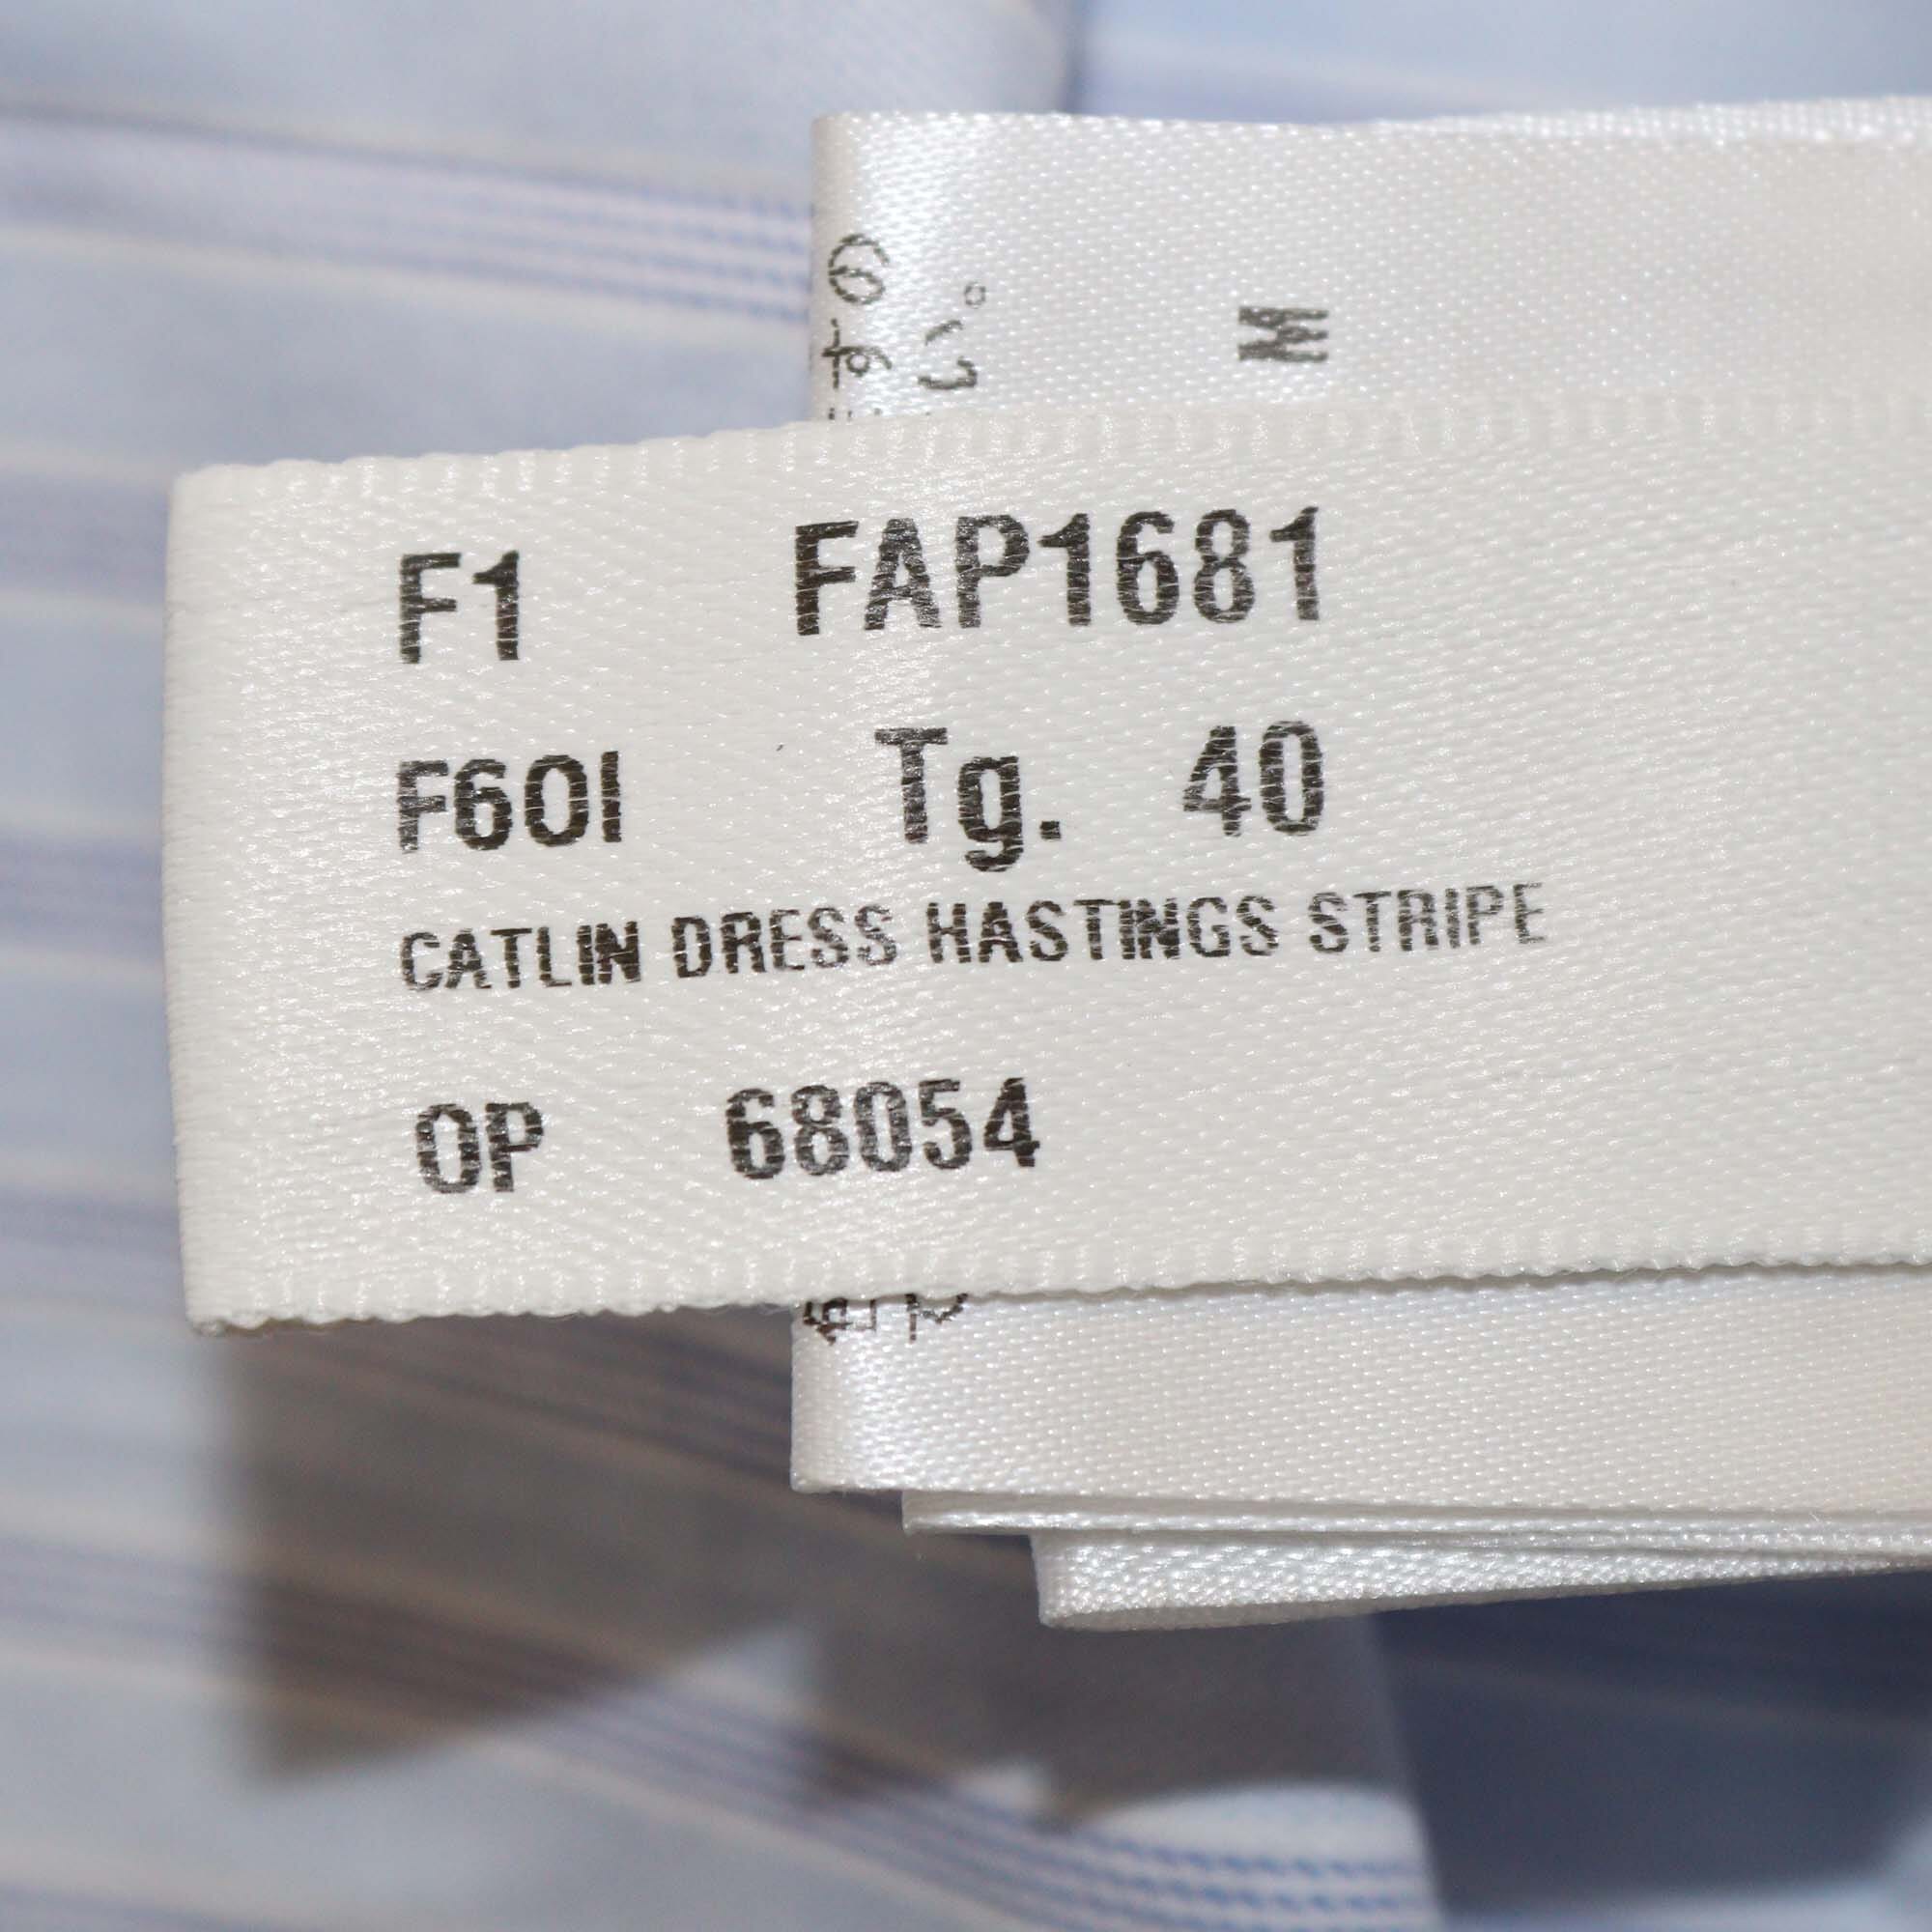 M
F1 FAP1681
F60I Tg. 40
CATLIN DRESS HASTINGS STRIPE
OP 68054